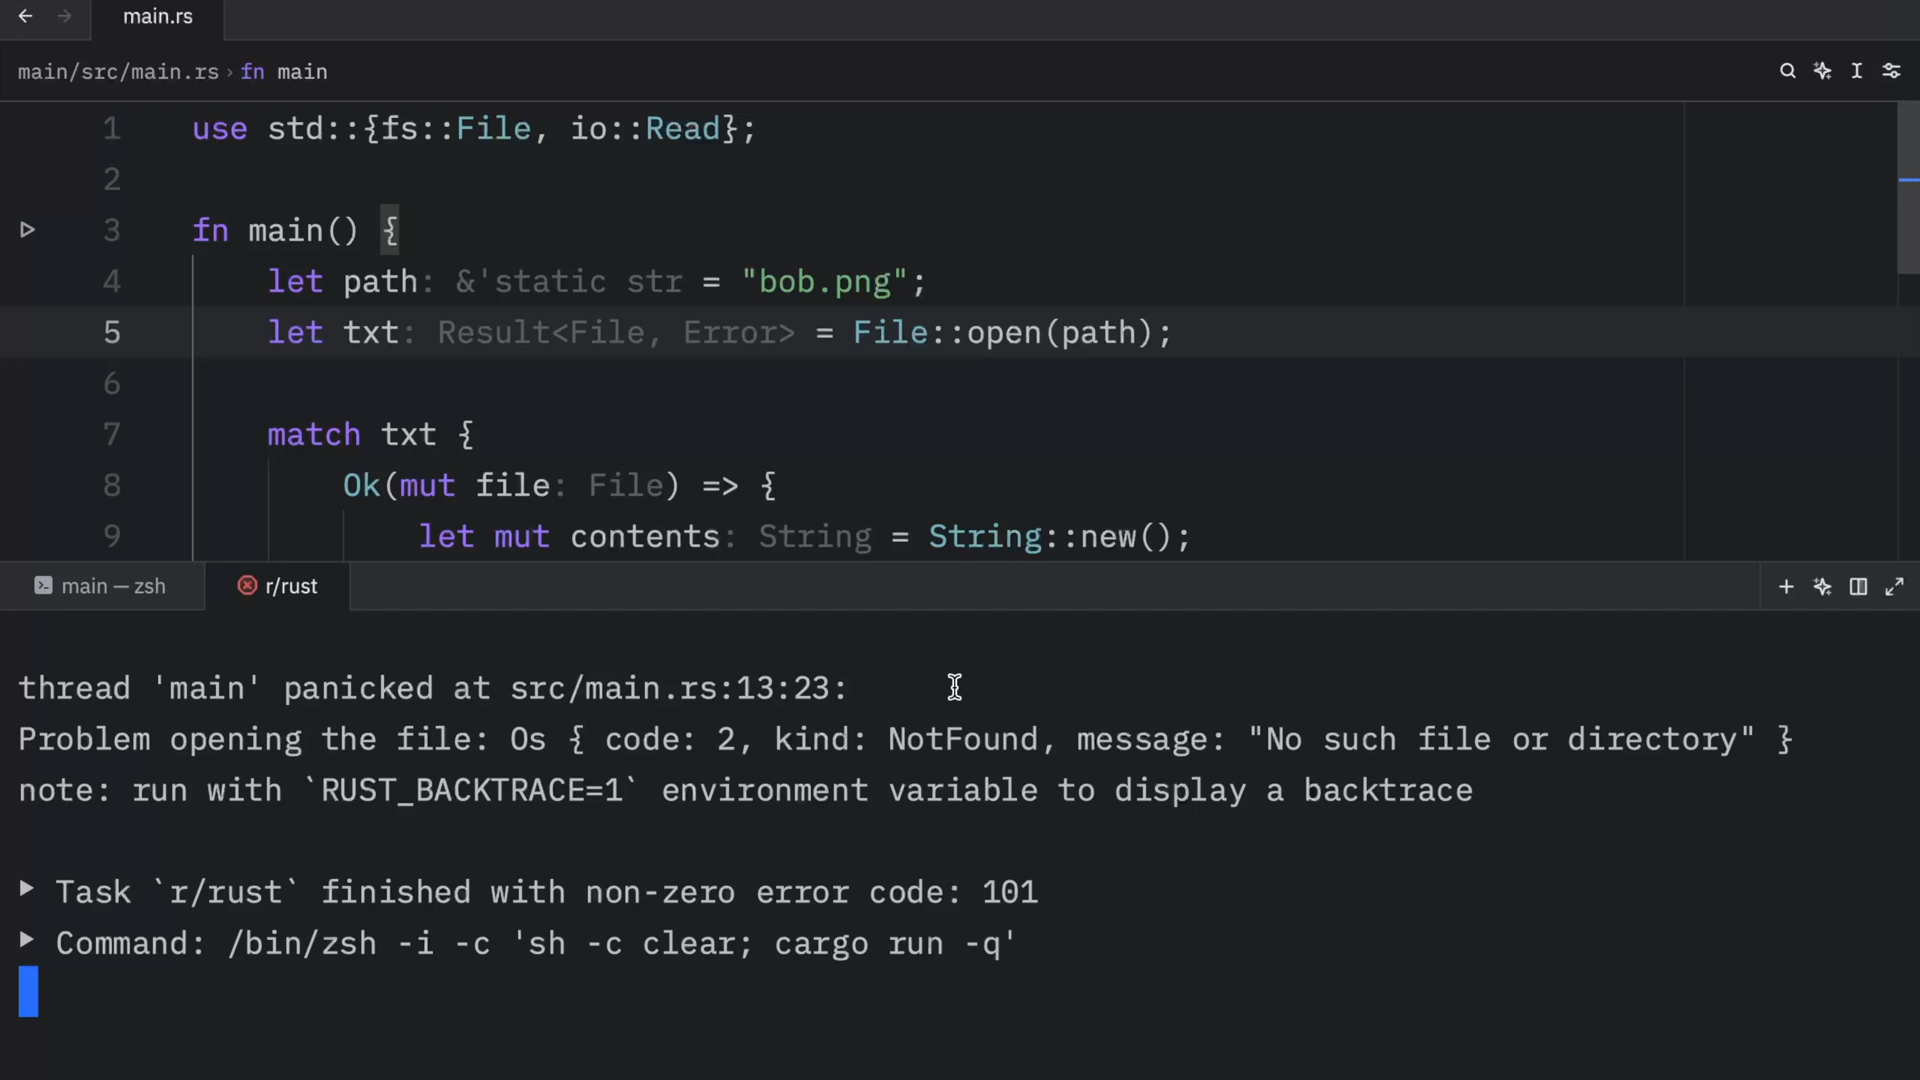 main.rs
main/src/main.rs › fn main
1 use std::{fs::File, io::Read};
2
3 fn main() {
4 let path: &'static str = "bob.png";
5 let txt: Result<File, Error> = File::open(path);
6
7 match txt {
8 Ok(mut file: File) => {
9 let mut contents: String = String::new();
main — zsh
r/rust
thread 'main' panicked at src/main.rs:13:23:
Problem opening the file: Os { code: 2, kind: NotFound, message: "No such file or directory" }
note: run with `RUST_BACKTRACE=1` environment variable to display a backtrace
Task `r/rust` finished with non-zero error code: 101
Command: /bin/zsh -i -c 'sh -c clear; cargo run -q'